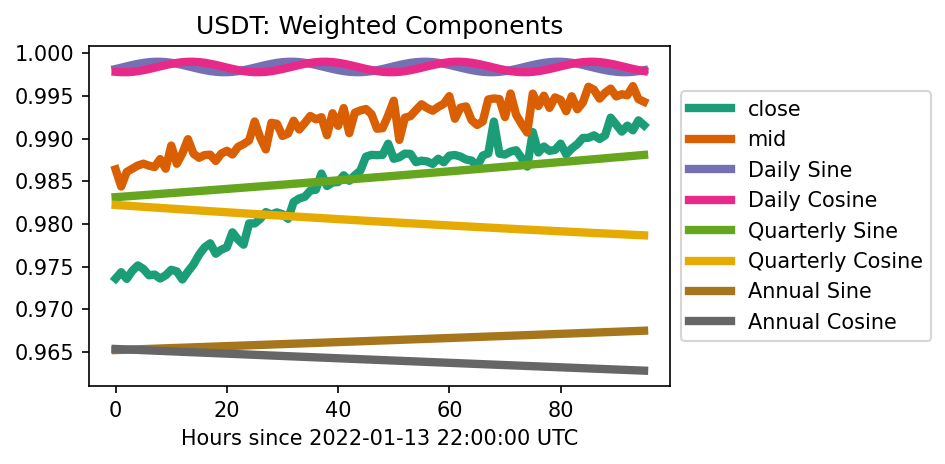 USDT: Weighted Components
1.000
0.995
0.990
0.985
0.980
0.975
0.970
0.965
0 20 40 60 80
Hours since 2022-01-13 22:00:00 UTC
close
mid
Daily Sine
Daily Cosine
Quarterly Sine
Quarterly Cosine
Annual Sine
Annual Cosine